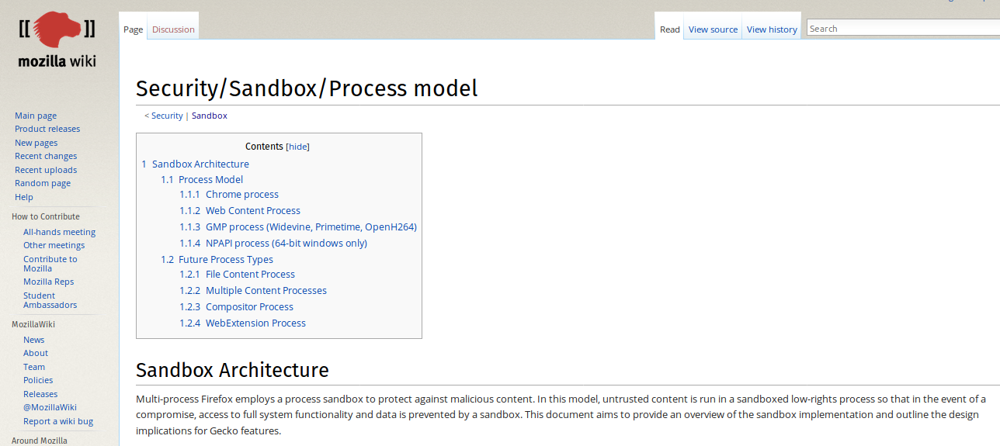 [[ ]]
mozilla wiki
Page
Discussion
Read
View source
View history
Search
Main page
Product releases
New pages
Recent changes
Recent uploads
Random page
Help
How to Contribute
All-hands meeting
Other meetings
Contribute to
Mozilla
Mozilla Reps
Student
Ambassadors
MozillaWiki
News
About
Team
Policies
Releases
@MozillaWiki
Report a wiki bug
Around Mozilla
Security/Sandbox/Process model
< Security | Sandbox
Contents [hide]
1 Sandbox Architecture
1.1 Process Model
1.1.1 Chrome process
1.1.2 Web Content Process
1.1.3 GMP process (Widevine, Primetime, OpenH264)
1.1.4 NPAPI process (64-bit windows only)
1.2 Future Process Types
1.2.1 File Content Process
1.2.2 Multiple Content Processes
1.2.3 Compositor Process
1.2.4 WebExtension Process
Sandbox Architecture
Multi-process Firefox employs a process sandbox to protect against malicious content. In this model, untrusted content is run in a sandboxed low-rights process so that in the event of a
compromise, access to full system functionality and data is prevented by a sandbox. This document aims to provide an overview of the sandbox implementation and outline the design
implications for Gecko features.